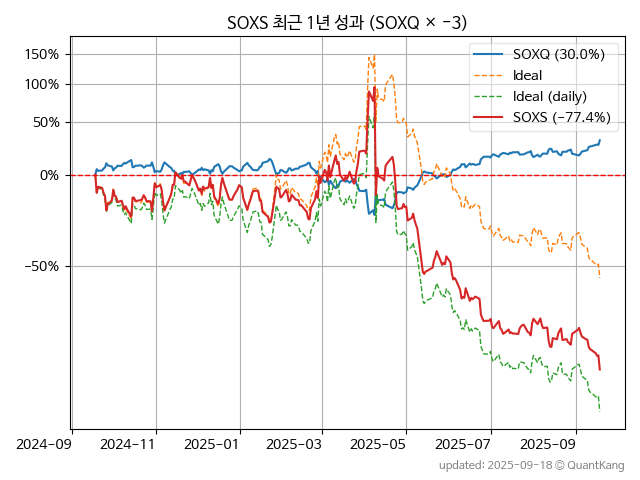 SOXS 최근 1년 성과 (SOXQ × −3)
150%
100%
50%
0%
−50%
SOXQ (30.0%)
Ideal
Ideal (daily)
SOXS (−77.4%)
2024-09
2024-11
2025-01
2025-03
2025-05
2025-07
2025-09
updated: 2025-09-18 © QuantKang